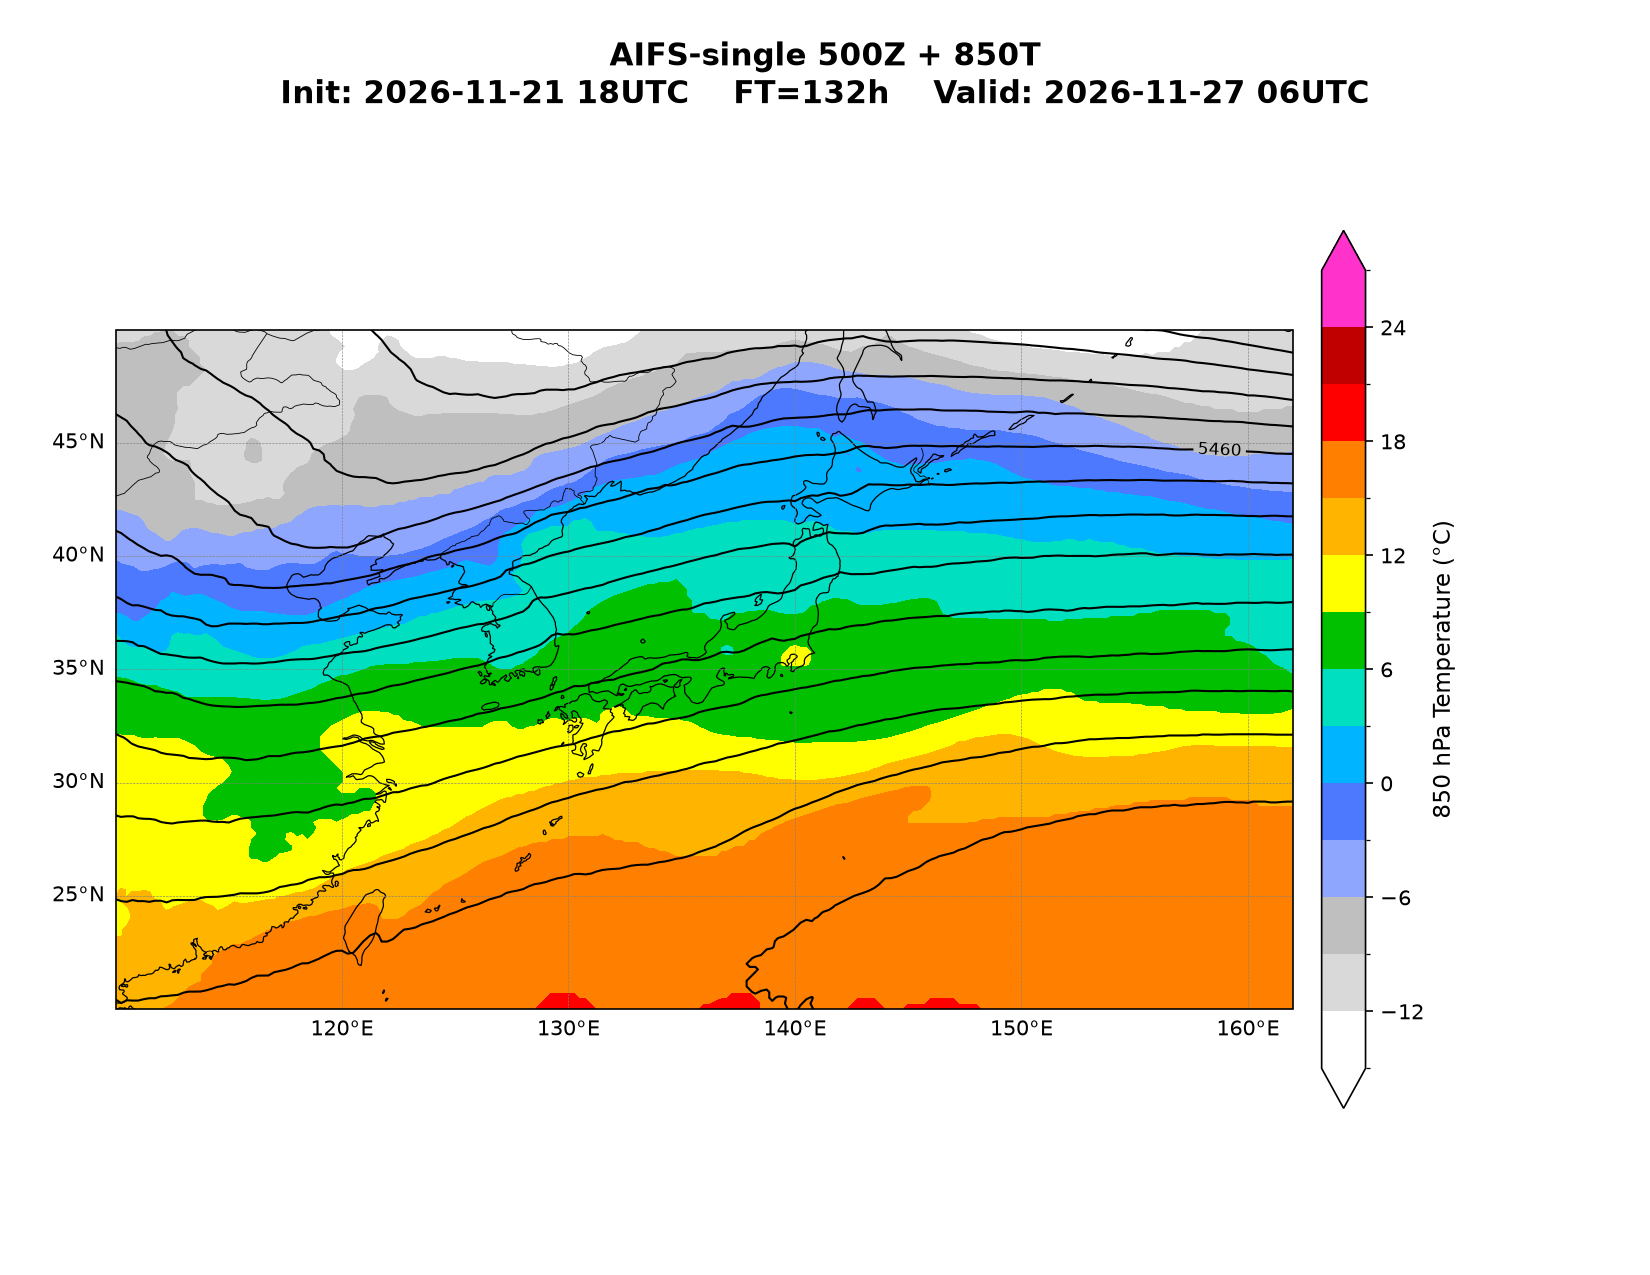 AIFS-single 500Z + 850T
Init: 2026-11-21 18UTC    FT=132h    Valid: 2026-11-27 06UTC
45°N
40°N
35°N
30°N
25°N
120°E
130°E
140°E
150°E
160°E
5460
24
18
12
6
0
−6
−12
850 hPa Temperature (°C)